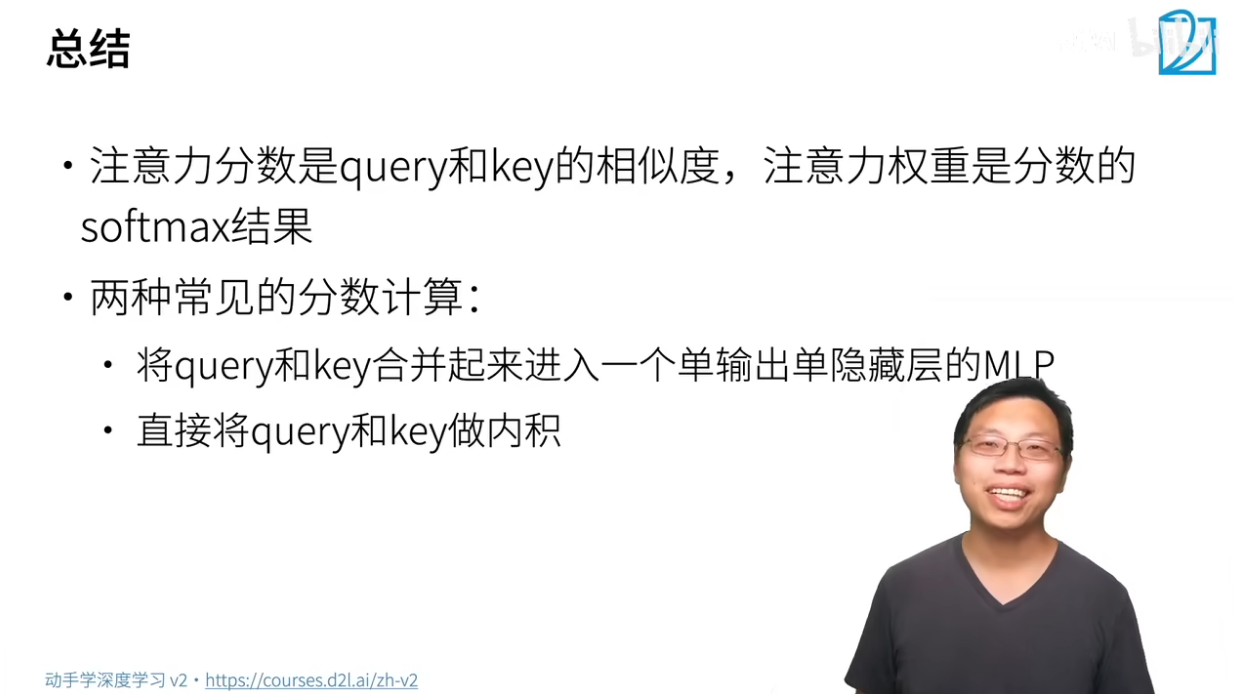 总结
bilibili
• 注意力分数是query和key的相似度，注意力权重是分数的
softmax结果
• 两种常见的分数计算：
• 将query和key合并起来进入一个单输出单隐藏层的MLP
• 直接将query和key做内积
动手学深度学习 v2 • https://courses.d2l.ai/zh-v2